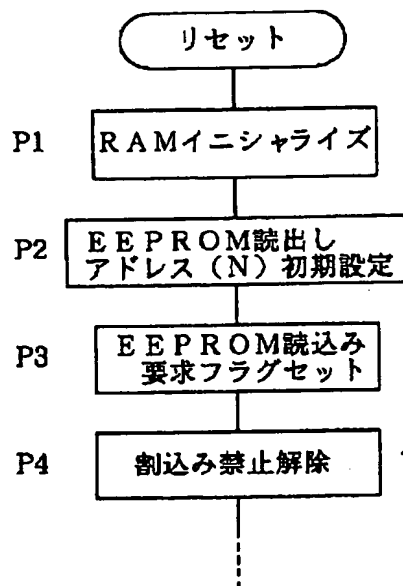 リセット
P1
RAMイニシャライズ
P2
EEPROM読出し
アドレス(N)初期設定
P3
EEPROM読込み
要求フラグセット
P4
割込み禁止解除